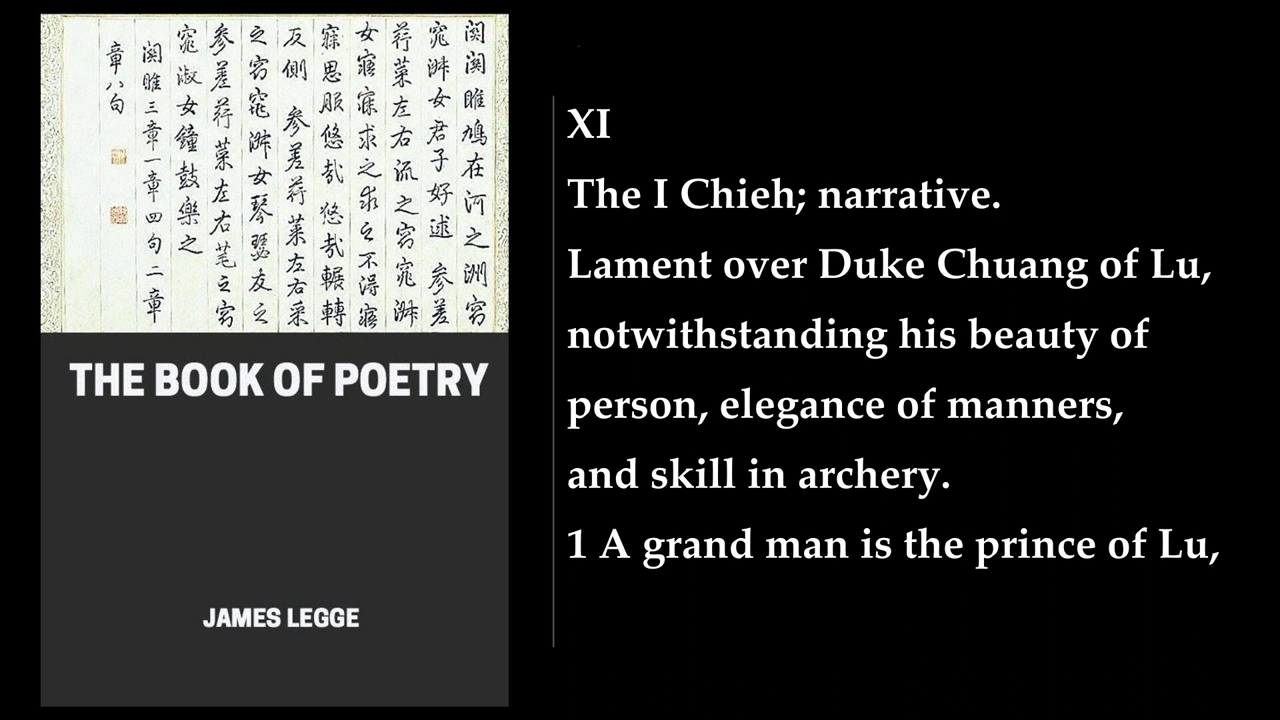 関関雎鳩在河之洲窈
窕淑女君子好逑 参差
荇菜左右流之窈窕淑
女寤寐求之求之不得寤
寐思服悠哉悠哉輾轉
反側 参差荇菜左右采
之窈窕淑女琴瑟友之
参差荇菜左右芼之窈
窕淑女鐘鼓樂之
関雎三章一章四句二章
章八句
THE BOOK OF POETRY
JAMES LEGGE
XI
The I Chieh; narrative.
Lament over Duke Chuang of Lu,
notwithstanding his beauty of
person, elegance of manners,
and skill in archery.
1 A grand man is the prince of Lu,